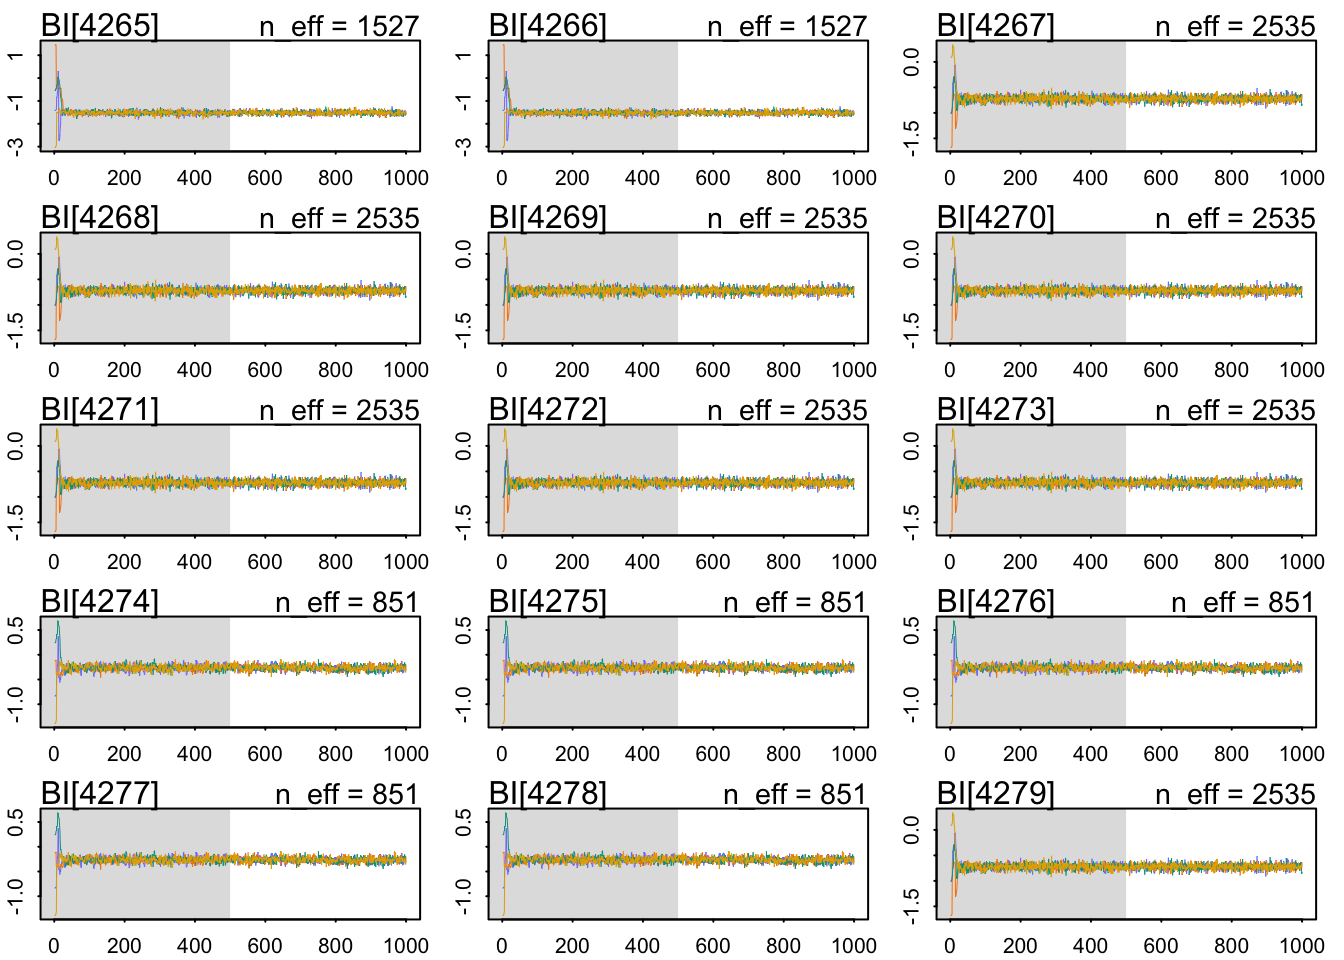 BI[4265] n_eff = 1527 BI[4266] n_eff = 1527 BI[4267] n_eff = 2535
1 -1 -3 1 -1 -3 0.0 -1.5
0 200 400 600 800 1000 0 200 400 600 800 1000 0 200 400 600 800 1000
BI[4268] n_eff = 2535 BI[4269] n_eff = 2535 BI[4270] n_eff = 2535
0.0 -1.5 0.0 -1.5 0.0 -1.5
0 200 400 600 800 1000 0 200 400 600 800 1000 0 200 400 600 800 1000
BI[4271] n_eff = 2535 BI[4272] n_eff = 2535 BI[4273] n_eff = 2535
0.0 -1.5 0.0 -1.5 0.0 -1.5
0 200 400 600 800 1000 0 200 400 600 800 1000 0 200 400 600 800 1000
BI[4274] n_eff = 851 BI[4275] n_eff = 851 BI[4276] n_eff = 851
0.5 -1.0 0.5 -1.0 0.5 -1.0
0 200 400 600 800 1000 0 200 400 600 800 1000 0 200 400 600 800 1000
BI[4277] n_eff = 851 BI[4278] n_eff = 851 BI[4279] n_eff = 2535
0.5 -1.0 0.5 -1.0 0.0 -1.5
0 200 400 600 800 1000 0 200 400 600 800 1000 0 200 400 600 800 1000